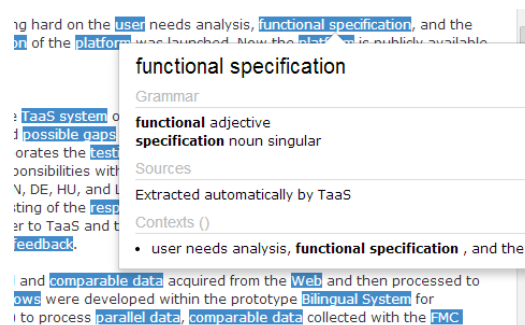 ng hard on the user needs analysis, functional specification, and the
on of the platform was launched. Now the platform is publicly available
functional specification
Grammar
e TaaS system o
functional adjective
d possible gaps
specification noun singular
orates the testi
Sources
ponsibilities with
N, DE, HU, and L
Extracted automatically by TaaS
sting of the resp
Contexts ()
er to TaaS and t
feedback.
• user needs analysis, functional specification , and the
and comparable data acquired from the Web and then processed to
ows were developed within the prototype Bilingual System for
) to process parallel data, comparable data collected with the FMC